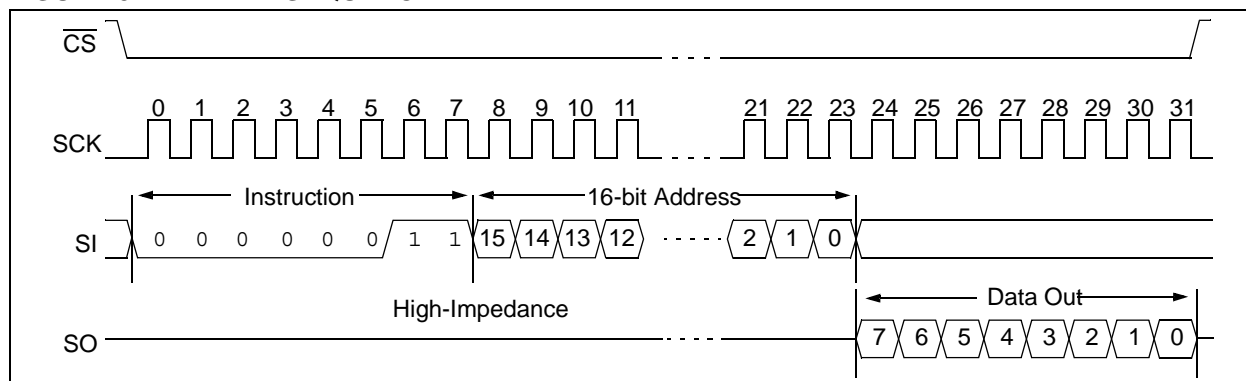 CS
0 1 2 3 4 5 6 7 8 9 10 11 21 22 23 24 25 26 27 28 29 30 31
SCK
Instruction 16-bit Address
SI 0 0 0 0 0 0 1 1 15 14 13 12 2 1 0
High-Impedance Data Out
SO 7 6 5 4 3 2 1 0